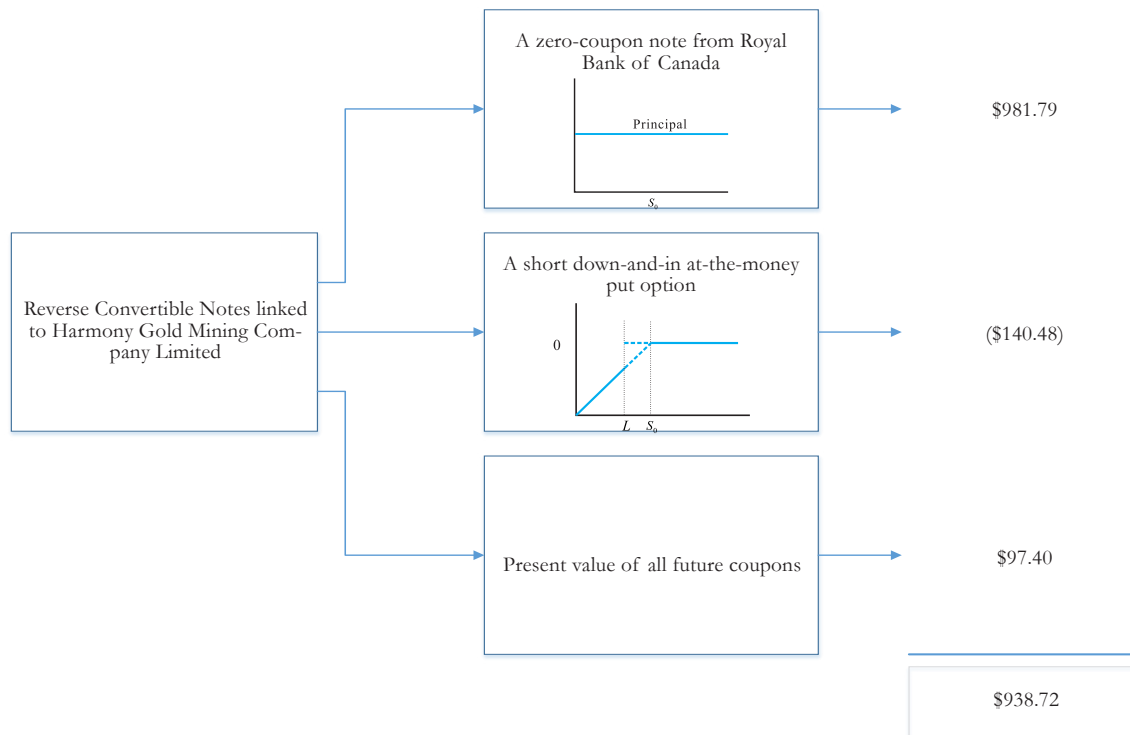 A zero-coupon note from Royal
Bank of Canada
Principal
S₀
$981.79
Reverse Convertible Notes linked
to Harmony Gold Mining Com-
pany Limited
A short down-and-in at-the-money
put option
0
L S₀
($140.48)
Present value of all future coupons
$97.40
$938.72